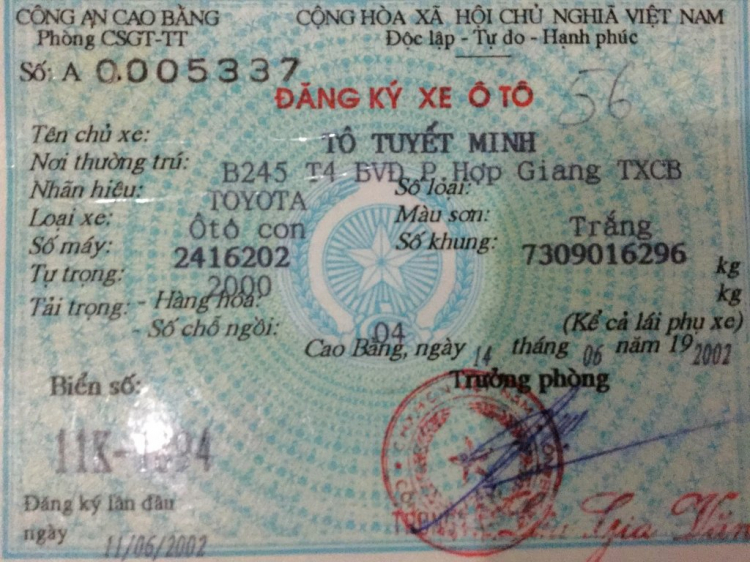 CÔNG AN CAO BẰNG
Phòng CSGT-TT
CỘNG HÒA XÃ HỘI CHỦ NGHĨA VIỆT NAM
Độc lập - Tự do - Hạnh phúc
Số: A 0.005337
ĐĂNG KÝ XE Ô TÔ 56
Tên chủ xe: TÔ TUYẾT MINH
Nơi thường trú: B245 T4 BVD P.Hợp Giang TXCB
Nhãn hiệu: TOYOTA Số loại:
Loại xe: Ôtô con Màu sơn: Trắng
Số máy: 2416202 Số khung: 7309016296
Tự trọng: 2000 kg
Tải trọng: - Hàng hóa: kg
- Số chỗ ngồi: 04 (Kể cả lái phụ xe)
Cao Bằng, ngày 14 tháng 06 năm 19 2002
Biển số: Trưởng phòng
11K-
Đăng ký lần đầu
ngày 11/06/2002
Gia Vấn